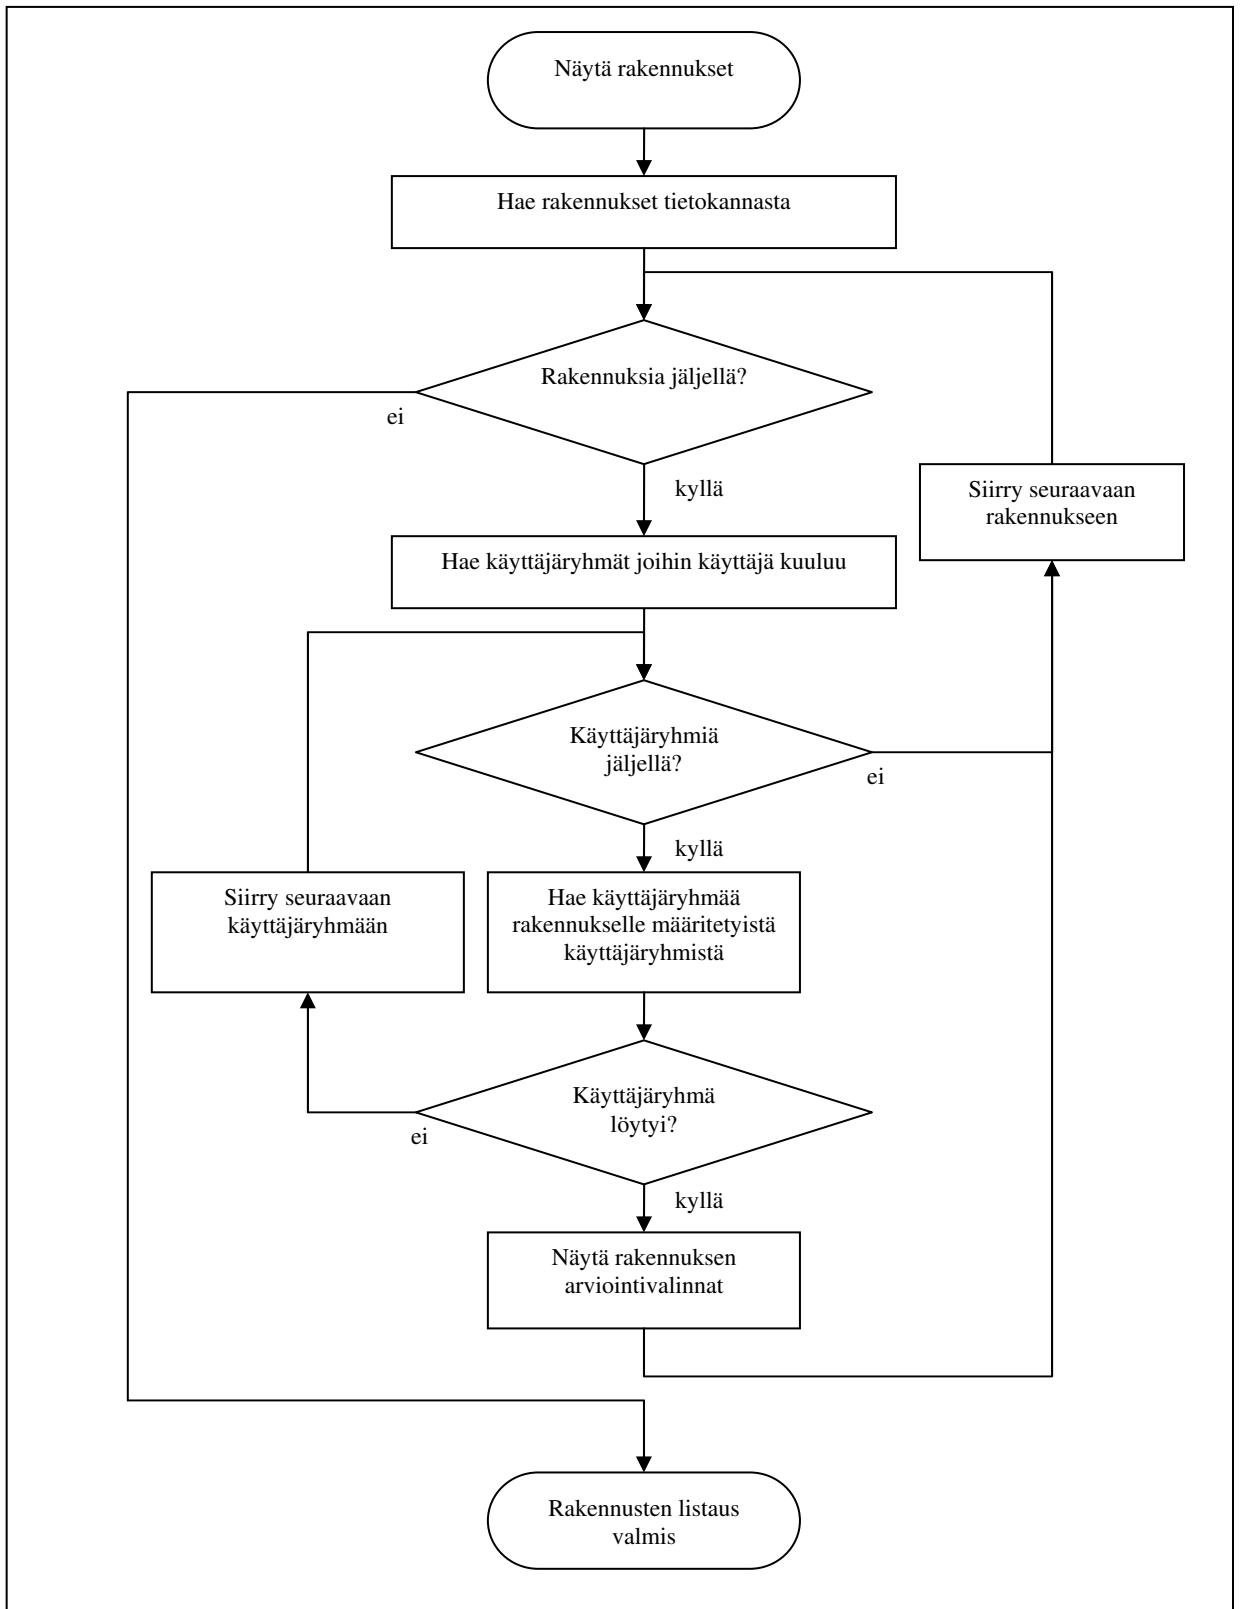 Näytä rakennukset
Hae rakennukset tietokannasta
Rakennuksia jäljellä?
ei
kyllä
Siirry seuraavaan
rakennukseen
Hae käyttäjäryhmät joihin käyttäjä kuuluu
Käyttäjäryhmiä
jäljellä?
ei
kyllä
Siirry seuraavaan
käyttäjäryhmään
Hae käyttäjäryhmää
rakennukselle määritetyistä
käyttäjäryhmistä
Käyttäjäryhmä
löytyi?
ei
kyllä
Näytä rakennuksen
arviointivalinnat
Rakennusten listaus
valmis